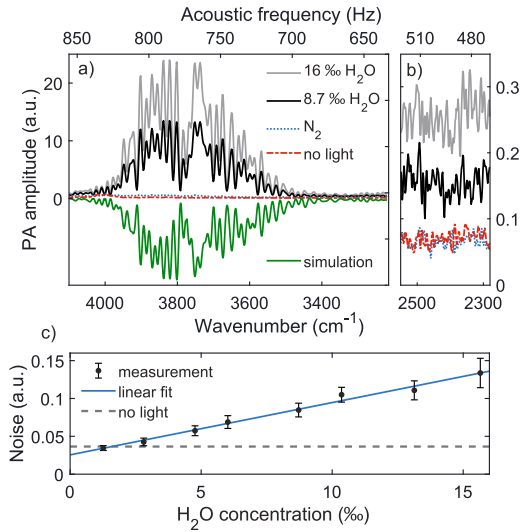 Acoustic frequency (Hz)
850 800 750 700 650
510 480
a)
b)
16 ‰ H₂O
8.7 ‰ H₂O
N₂
no light
simulation
PA amplitude (a.u.)
20
10
0
0.3
0.2
0.1
0
4000 3800 3600 3400
2500 2300
Wavenumber (cm⁻¹)
c)
measurement
linear fit
no light
Noise (a.u.)
0.15
0.1
0.05
0
0 5 10 15
H₂O concentration (‰)